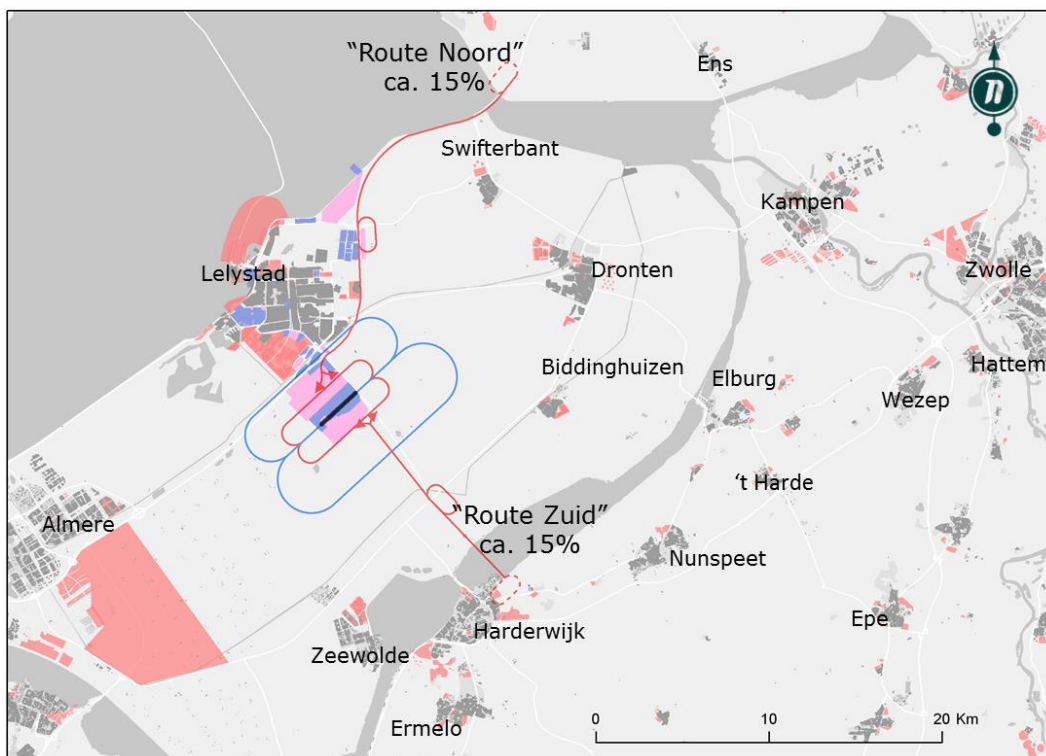 “Route Noord”
ca. 15%
Ens
Swifterbant
Kampen
Lelystad
Dronten
Zwolle
Biddinghuizen
Elburg
Hattem
Wezep
‘t Harde
Almere
“Route Zuid”
ca. 15%
Nunspeet
Epe
Harderwijk
Zeewolde
Ermelo
0 10 20 Km